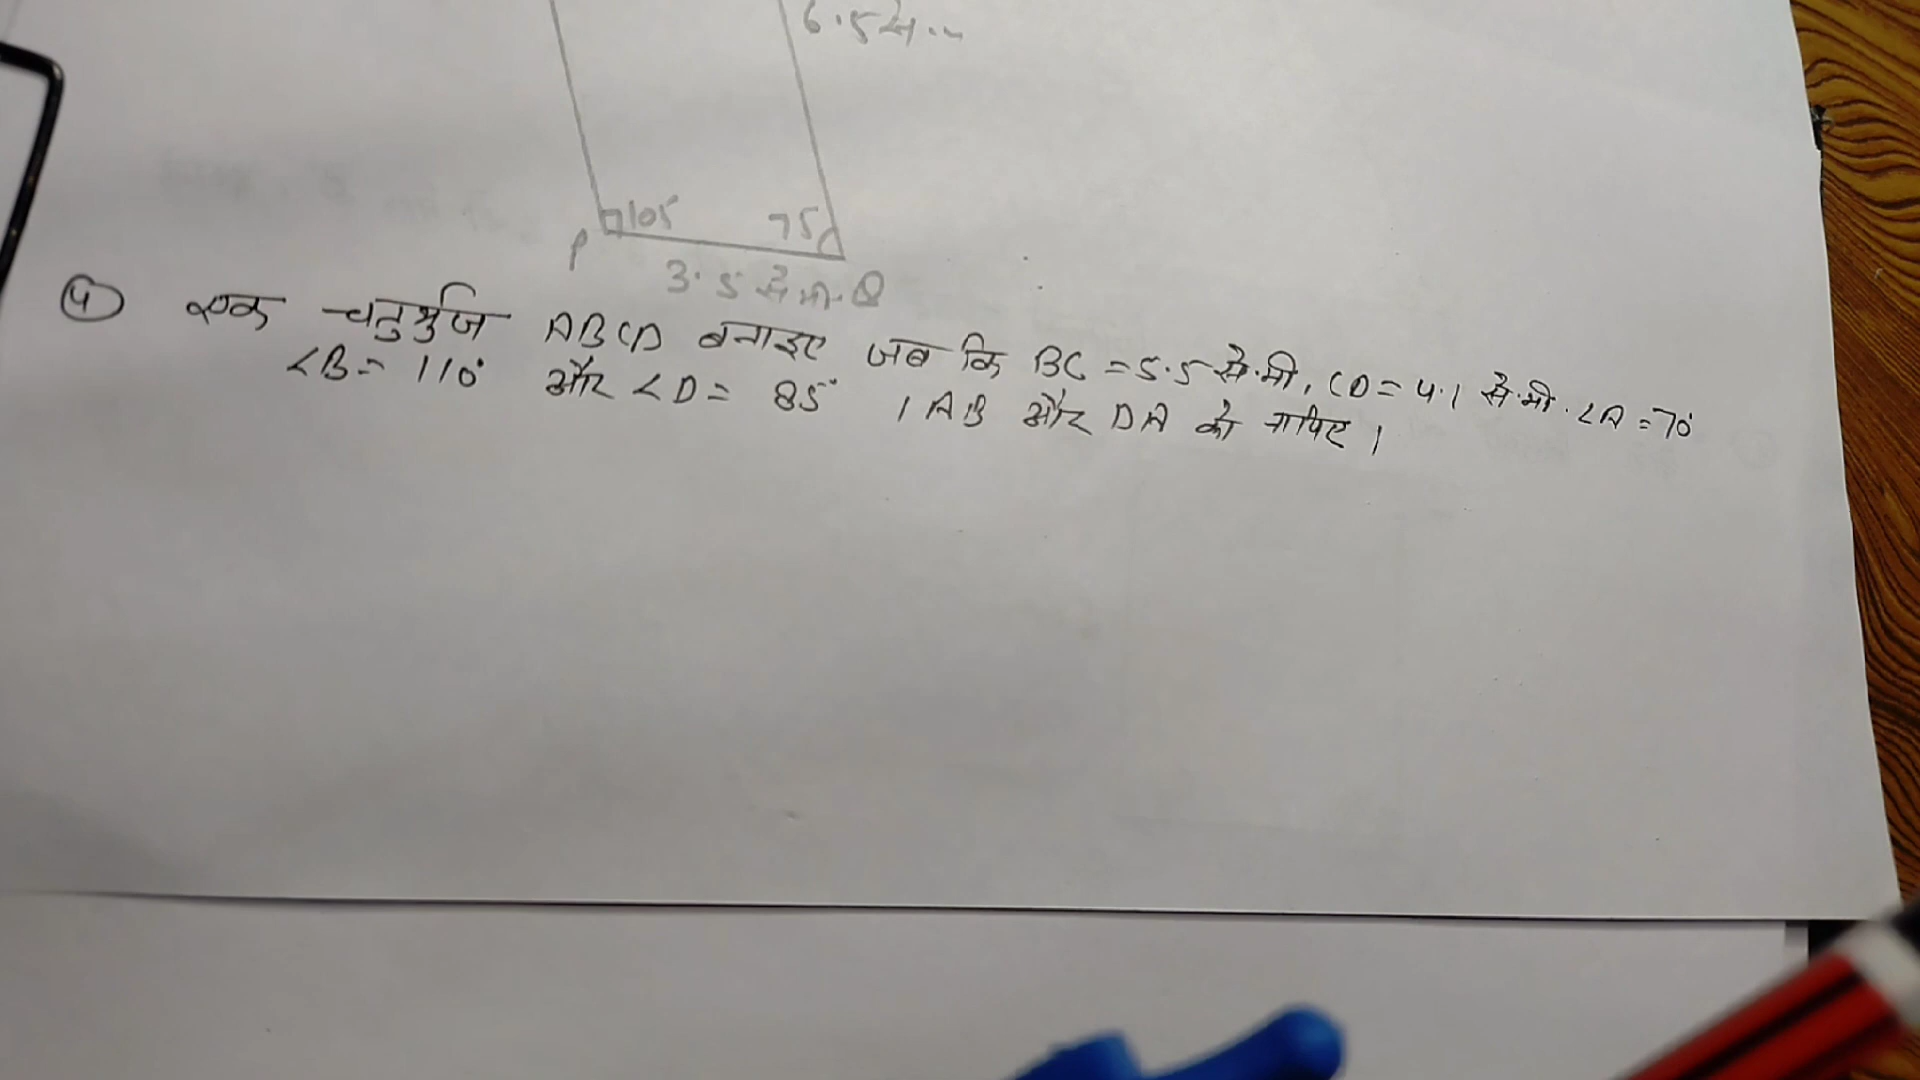 6.5 से.
105 75
P 3.5 से मी. Q
④ एक चतुर्भुज ABCD बनाइए जब कि BC = 5.5 से.मी, CD = 4.1 से.मी. ∠A = 70°
∠B = 110° और ∠D = 85° । AB और DA को नापिए ।